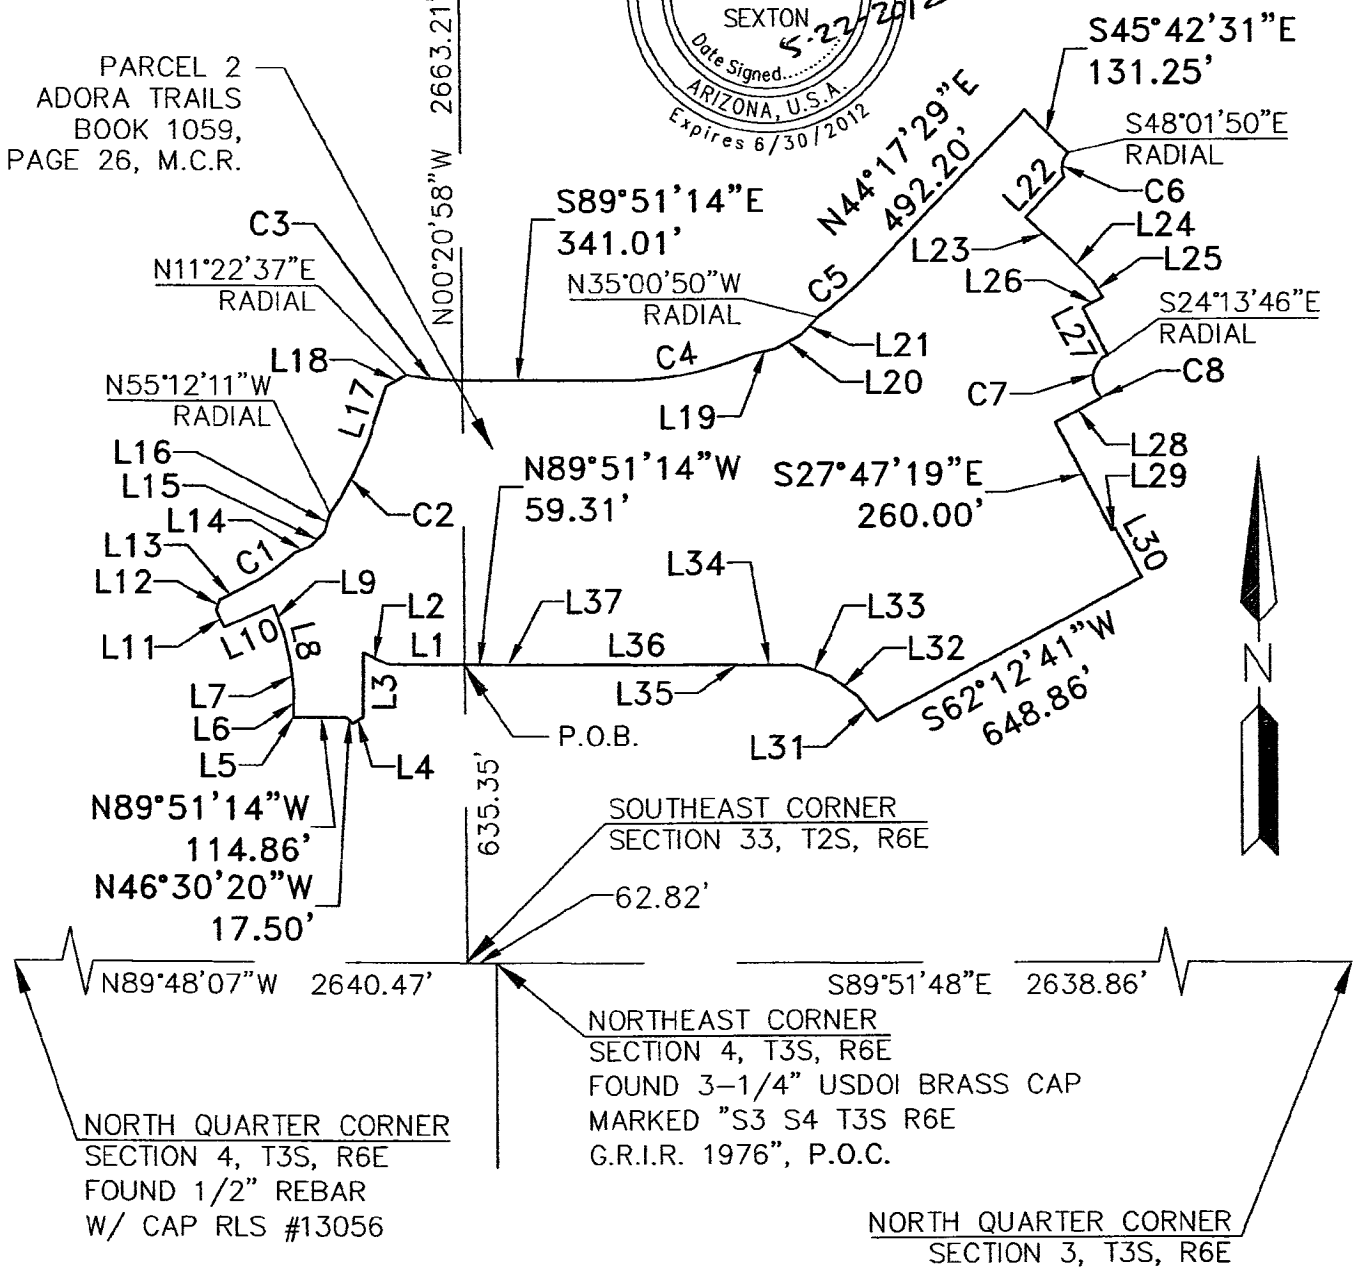 SEXTON
5-22-2012
Date Signed
ARIZONA, U.S.A.
Expires 6/30/2012
2663.21'
N00°20'58"W
PARCEL 2
ADORA TRAILS
BOOK 1059,
PAGE 26, M.C.R.
S45°42'31"E
131.25'
S48°01'50"E
RADIAL
N44°17'29"E
492.20'
L22
C6
L23
L24
L25
L26
L27
S24°13'46"E
RADIAL
C7
C8
C3
S89°51'14"E
341.01'
N11°22'37"E
RADIAL
N35°00'50"W
RADIAL
C5
C4
L21
L20
L19
L18
L17
N55°12'11"W
RADIAL
L16
L15
L14
C2
L13
C1
L12
L11
L10
L9
L8
L7
L6
L5
L2
L1
L3
L4
N89°51'14"W
59.31'
S27°47'19"E
260.00'
L28
L29
L30
L34
L37
L36
L35
L33
L32
L31
S62°12'41"W
648.86'
P.O.B.
N89°51'14"W
114.86'
N46°30'20"W
17.50'
635.35'
SOUTHEAST CORNER
SECTION 33, T2S, R6E
62.82'
N
N89°48'07"W 2640.47'
S89°51'48"E 2638.86'
NORTHEAST CORNER
SECTION 4, T3S, R6E
FOUND 3-1/4" USDOI BRASS CAP
MARKED "S3 S4 T3S R6E
G.R.I.R. 1976", P.O.C.
NORTH QUARTER CORNER
SECTION 4, T3S, R6E
FOUND 1/2" REBAR
W/ CAP RLS #13056
NORTH QUARTER CORNER
SECTION 3, T3S, R6E